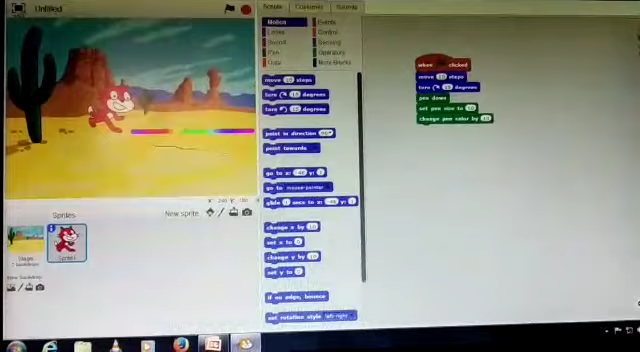 Untitled
Scripts Costumes Sounds
Motion Events
Looks Control
Sound Sensing
Pen Operators
Data More Blocks
when clicked
move 10 steps
turn 15 degrees
pen down
set pen size to 10
change pen color by 10
move 10 steps
turn 15 degrees
turn 15 degrees
point in direction 90
point towards
go to x: y:
go to mouse-pointer
glide 1 secs to x: y:
change x by 10
set x to 0
change y by 10
set y to 0
if on edge, bounce
set rotation style left-right
Sprites
New sprite:
Stage
Sprite1
New backdrop: